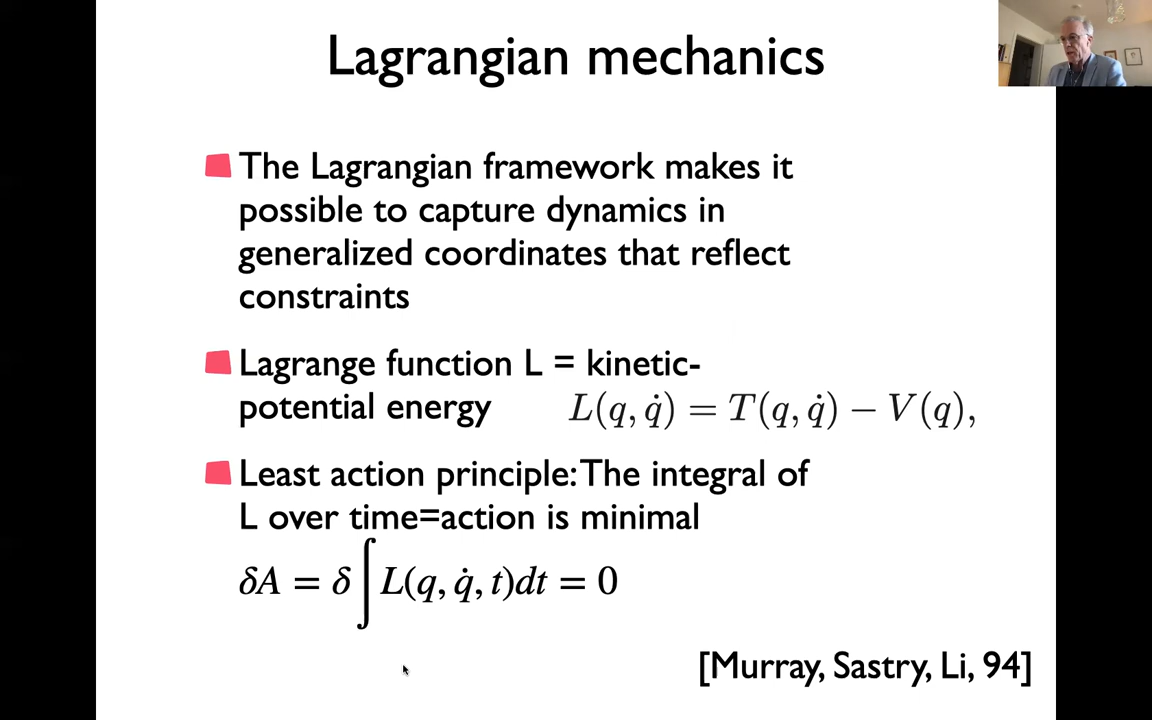 Lagrangian mechanics
The Lagrangian framework makes it
possible to capture dynamics in
generalized coordinates that reflect
constraints
Lagrange function L = kinetic-
potential energy L(q, q̇) = T(q, q̇) − V(q),
Least action principle: The integral of
L over time=action is minimal
δA = δ ∫ L(q, q̇, t)dt = 0
[Murray, Sastry, Li, 94]